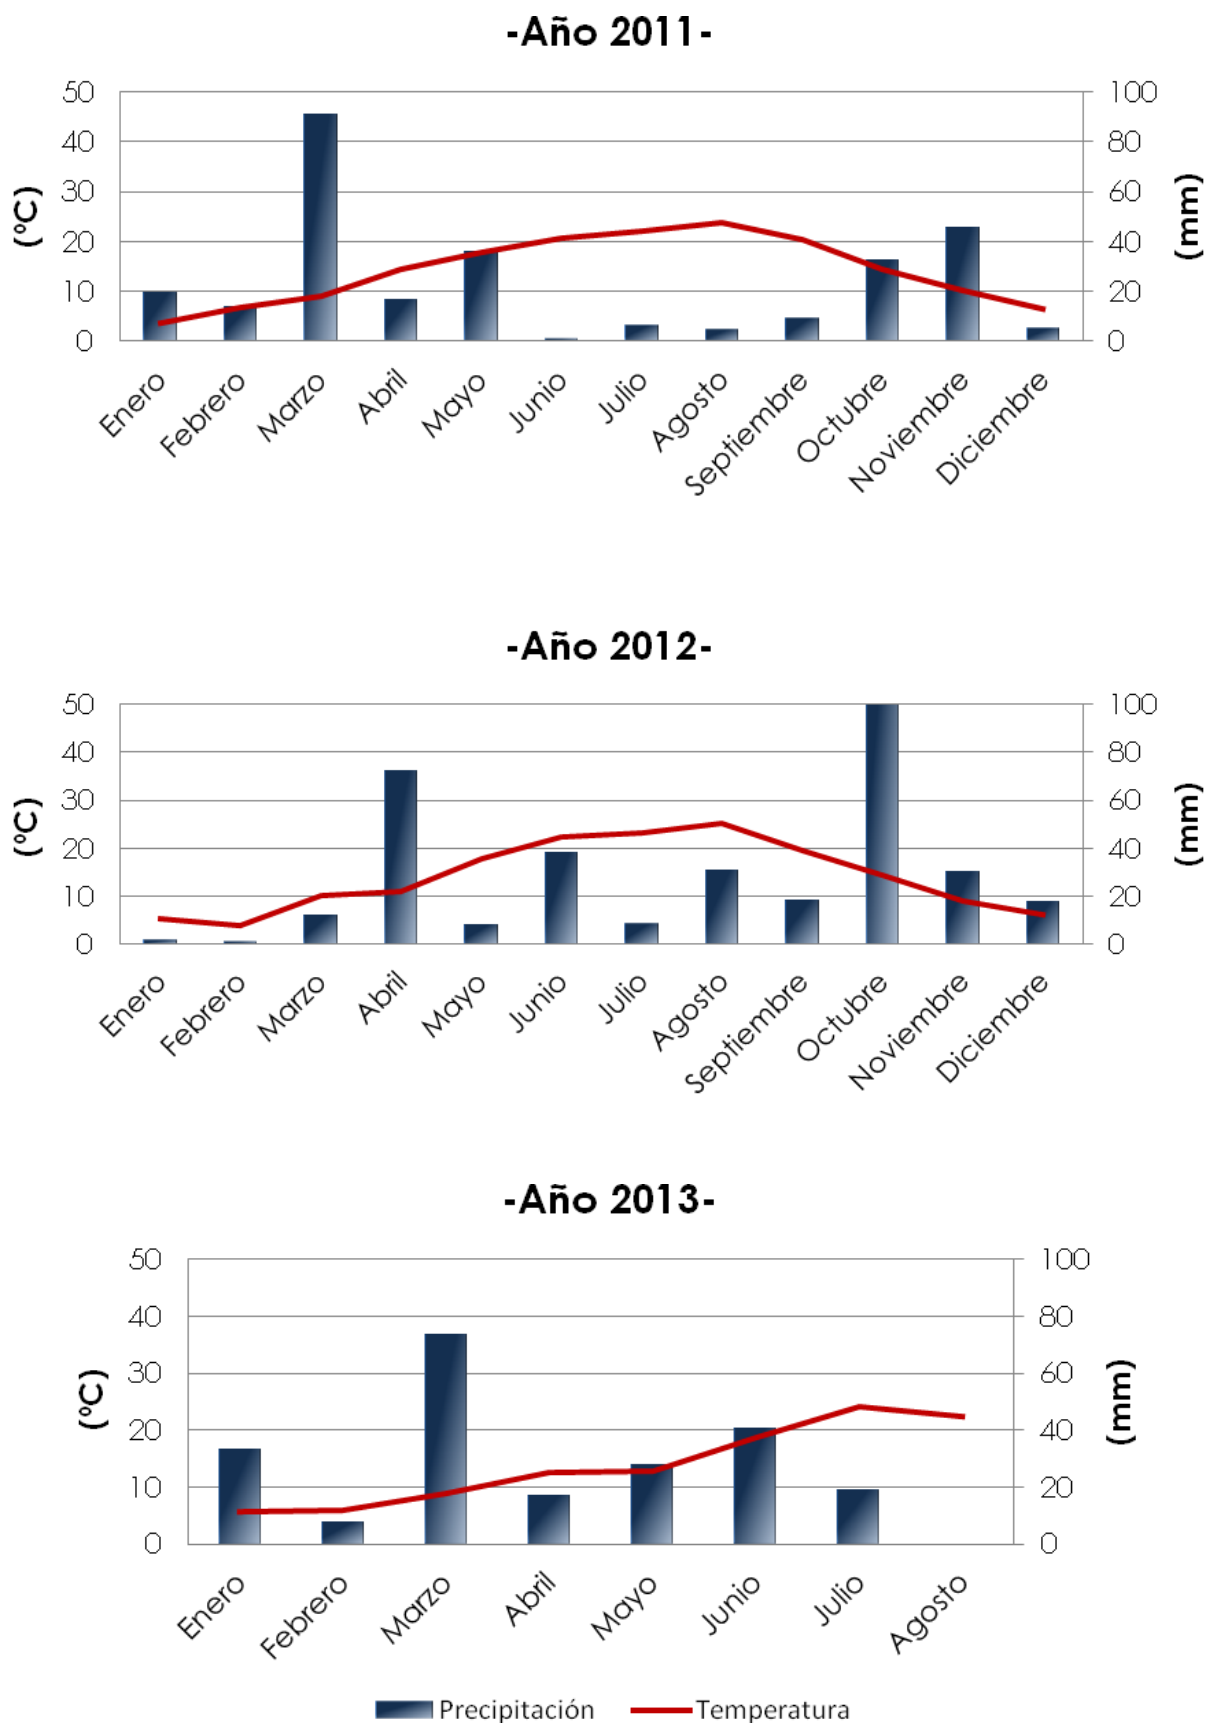 -Año 2011-
50 100
40 80
30 60
20 40
10 20
0 0
(ºC) (mm)
Enero Febrero Marzo Abril Mayo Junio Julio Agosto Septiembre Octubre Noviembre Diciembre
-Año 2012-
50 100
40 80
30 60
20 40
10 20
0 0
(ºC) (mm)
Enero Febrero Marzo Abril Mayo Junio Julio Agosto Septiembre Octubre Noviembre Diciembre
-Año 2013-
50 100
40 80
30 60
20 40
10 20
0 0
(ºC) (mm)
Enero Febrero Marzo Abril Mayo Junio Julio Agosto
Precipitación Temperatura